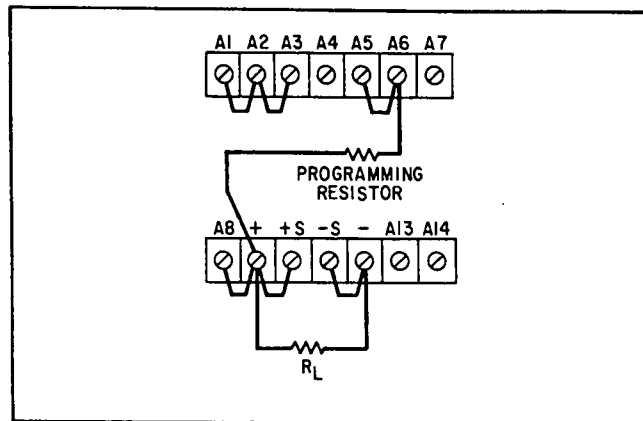 A1 A2 A3 A4 A5 A6 A7
PROGRAMMING
RESISTOR
A8 + +S -S - A13 A14
RL